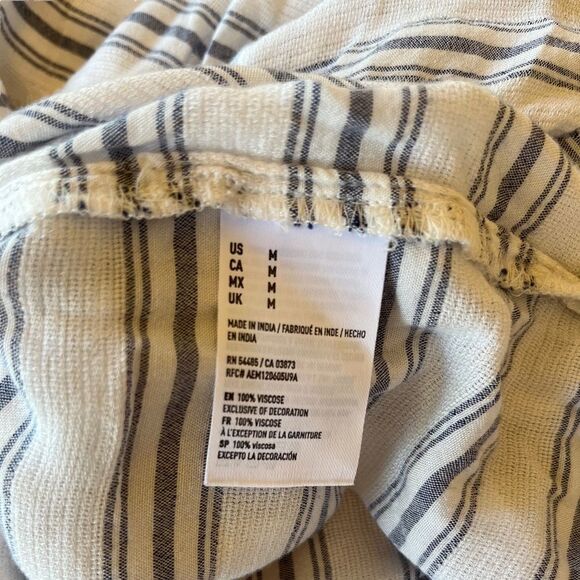 US M
CA M
MX M
UK M
MADE IN INDIA / FABRIQUÉ EN INDE / HECHO
EN INDIA
RN 54485 / CA 03873
RFC# AEM120605U9A
EN 100% VISCOSE
EXCLUSIVE OF DECORATION
FR 100% VISCOSE
À L'EXCEPTION DE LA GARNITURE
SP 100% viscosa
EXCEPTO LA DECORACIÓN